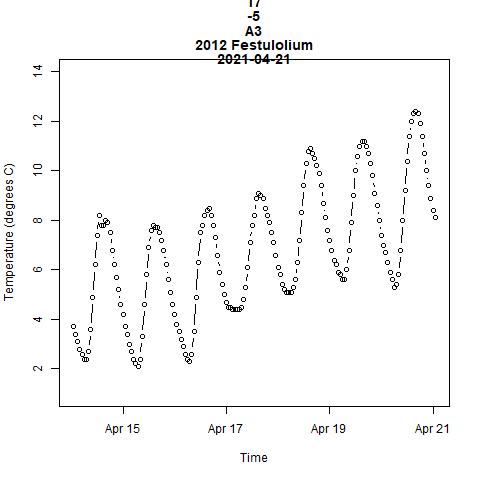 17
-5
A3
2012 Festulolium
2021-04-21
14
12
10
8
6
4
2
Temperature (degrees C)
Apr 15
Apr 17
Apr 19
Apr 21
Time